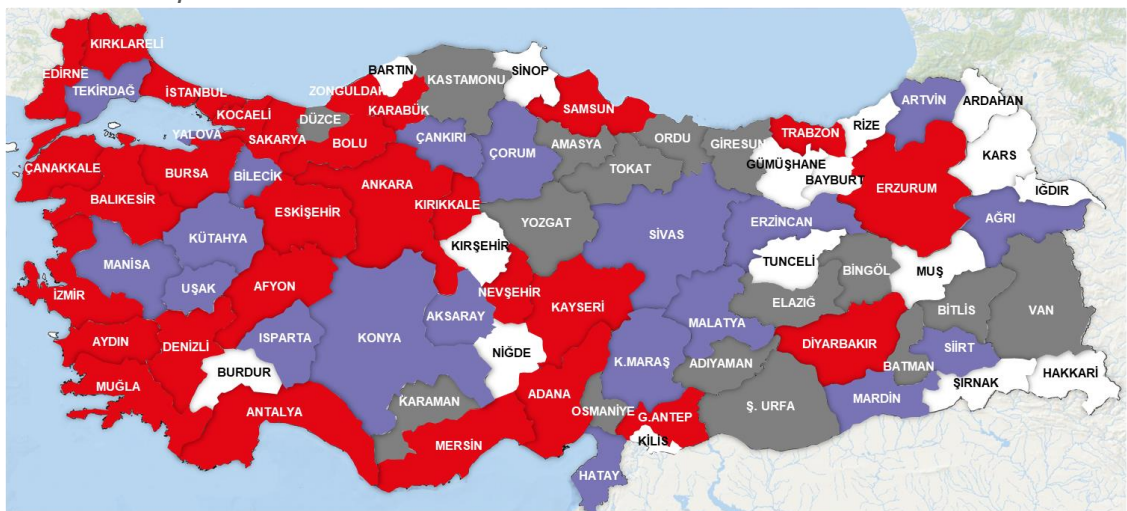 KIRKLARELİ
EDİRNE
TEKİRDAĞ
İSTANBUL
KOCAELİ
YALOVA
SAKARYA
DÜZCE
ZONGULDAK
BARTIN
KARABÜK
KASTAMONU
SİNOP
SAMSUN
BOLU
ÇANKIRI
ÇORUM
AMASYA
ORDU
TOKAT
GİRESUN
TRABZON
RİZE
ARTVİN
ARDAHAN
GÜMÜŞHANE
BAYBURT
KARS
ERZURUM
IĞDIR
AĞRI
ÇANAKKALE
BURSA
BİLECİK
BALIKESİR
ESKİŞEHİR
ANKARA
KIRIKKALE
YOZGAT
SİVAS
ERZİNCAN
KÜTAHYA
KIRŞEHİR
TUNCELİ
BİNGÖL
MUŞ
MANİSA
UŞAK
AFYON
NEVŞEHİR
KAYSERİ
ELAZIĞ
BİTLİS
VAN
İZMİR
AKSARAY
MALATYA
ISPARTA
KONYA
DİYARBAKIR
SİİRT
AYDIN
DENİZLİ
NİĞDE
K.MARAŞ
ADIYAMAN
BATMAN
BURDUR
HAKKARİ
ŞIRNAK
MUĞLA
ADANA
MARDİN
KARAMAN
OSMANİYE
G.ANTEP
Ş. URFA
ANTALYA
MERSİN
KİLİS
HATAY